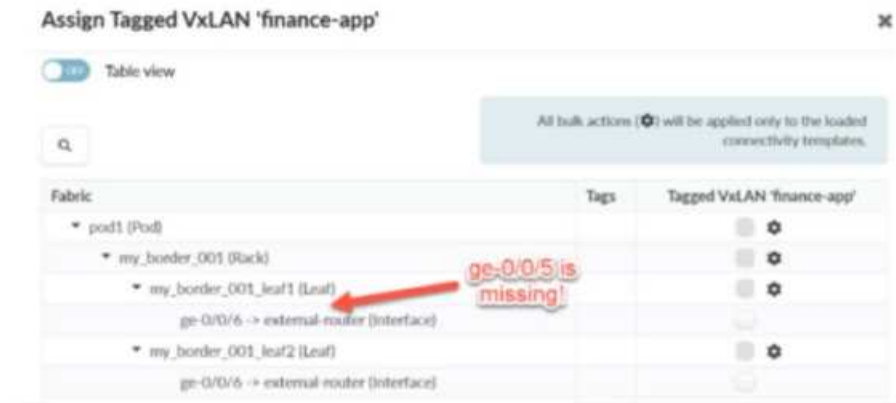 Assign Tagged VxLAN 'finance-app'
OFF Table view
All bulk actions ( ) will be applied only to the loaded
connectivity templates.
Fabric Tags Tagged VxLAN 'finance-app'
pod1 (Pod)
my_border_001 (Rack)
my_border_001_leaf1 (Leaf)
ge-0/0/5 is
missing!
ge-0/0/6 -> external-router (Interface)
my_border_001_leaf2 (Leaf)
ge-0/0/6 -> external-router (Interface)